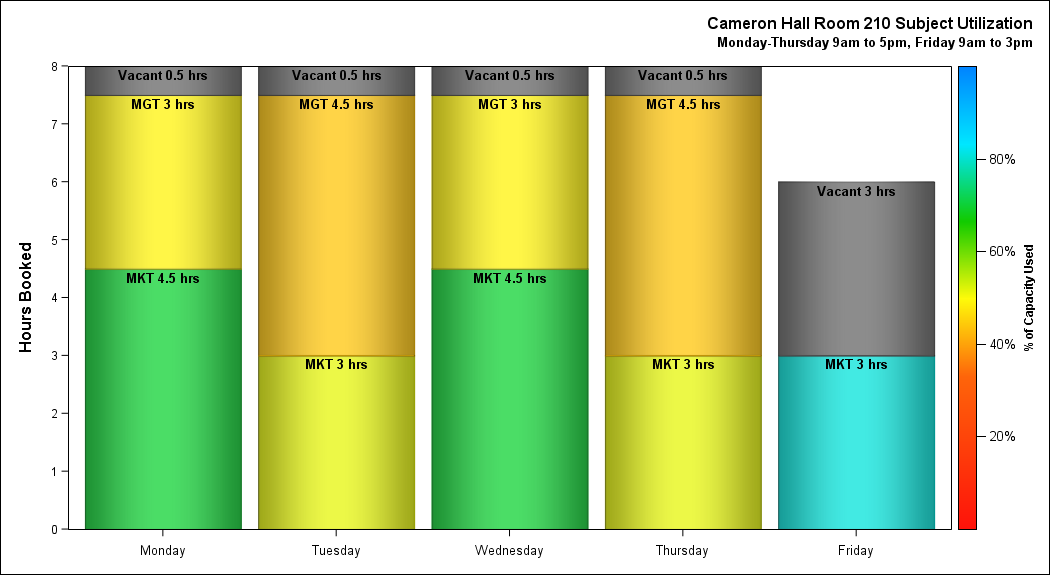 Cameron Hall Room 210 Subject Utilization
Monday-Thursday 9am to 5pm, Friday 9am to 3pm
Hours Booked
8
7
6
5
4
3
2
1
0
Vacant 0.5 hrs
MGT 3 hrs
MKT 4.5 hrs
Vacant 0.5 hrs
MGT 4.5 hrs
MKT 3 hrs
Vacant 0.5 hrs
MGT 3 hrs
MKT 4.5 hrs
Vacant 0.5 hrs
MGT 4.5 hrs
MKT 3 hrs
Vacant 3 hrs
MKT 3 hrs
Monday
Tuesday
Wednesday
Thursday
Friday
80%
60%
40%
20%
% of Capacity Used